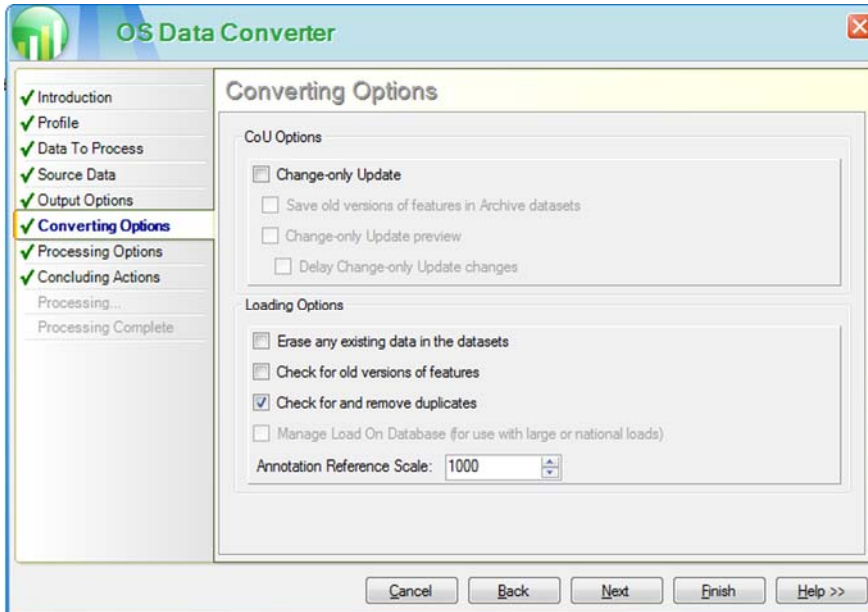 OS Data Converter
Introduction
Profile
Data To Process
Source Data
Output Options
Converting Options
Processing Options
Concluding Actions
Processing...
Processing Complete
Converting Options
CoU Options
Change-only Update
Save old versions of features in Archive datasets
Change-only Update preview
Delay Change-only Update changes
Loading Options
Erase any existing data in the datasets
Check for old versions of features
Check for and remove duplicates
Manage Load On Database (for use with large or national loads)
Annotation Reference Scale: 1000
Cancel Back Next Finish Help >>